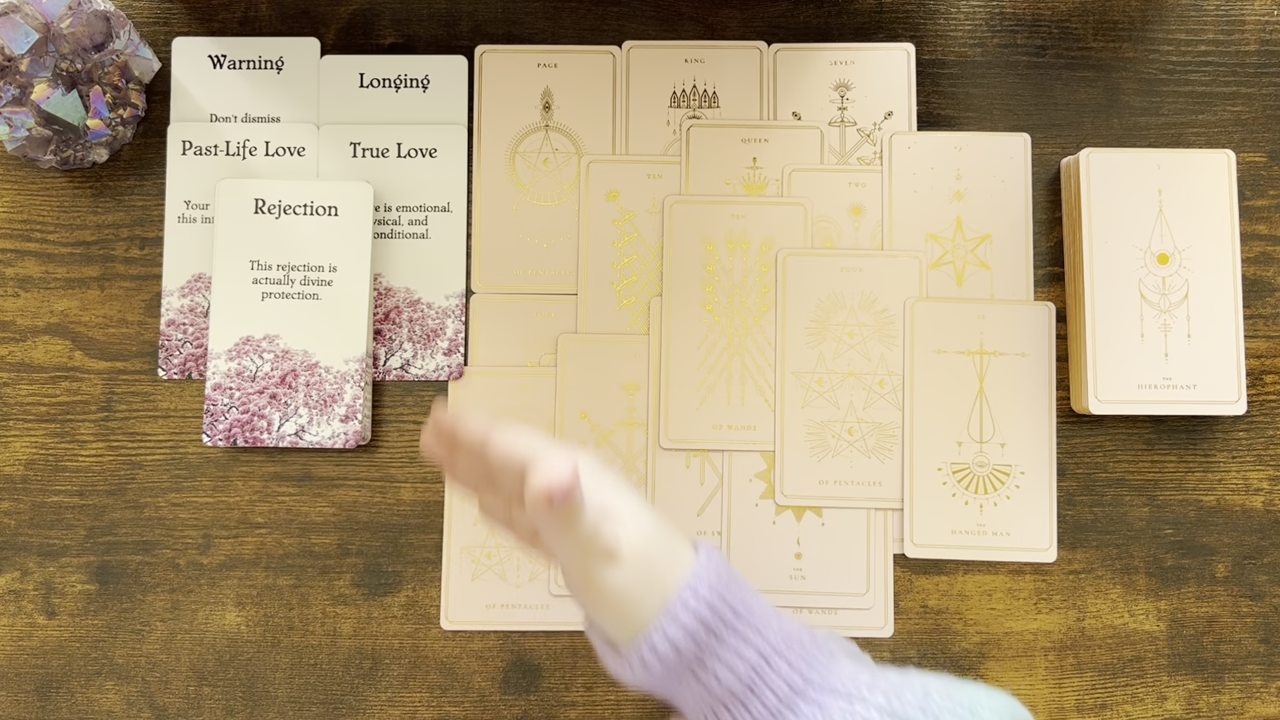 Warning
Don't dismiss
Longing
Past-Life Love
Your
this in
True Love
e is emotional,
ysical, and
onditional.
Rejection
This rejection is
actually divine
protection.
PAGE
OF PENTACLES
KING
SEVEN
QUEEN
TEN
TWO
TEN
OF WANDS
FOUR
OF PENTACLES
THE
HANGED MAN
I
THE
HIEROPHANT
OF PENTACLES
OF SW
THE
SUN
OF WANDS